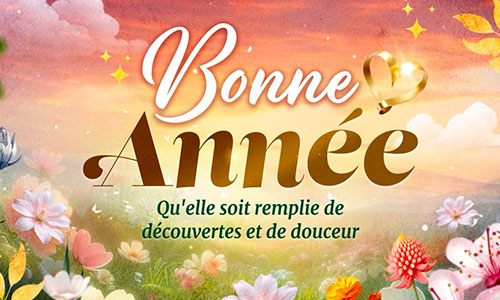 Bonne
Année
Qu'elle soit remplie de
découvertes et de douceur